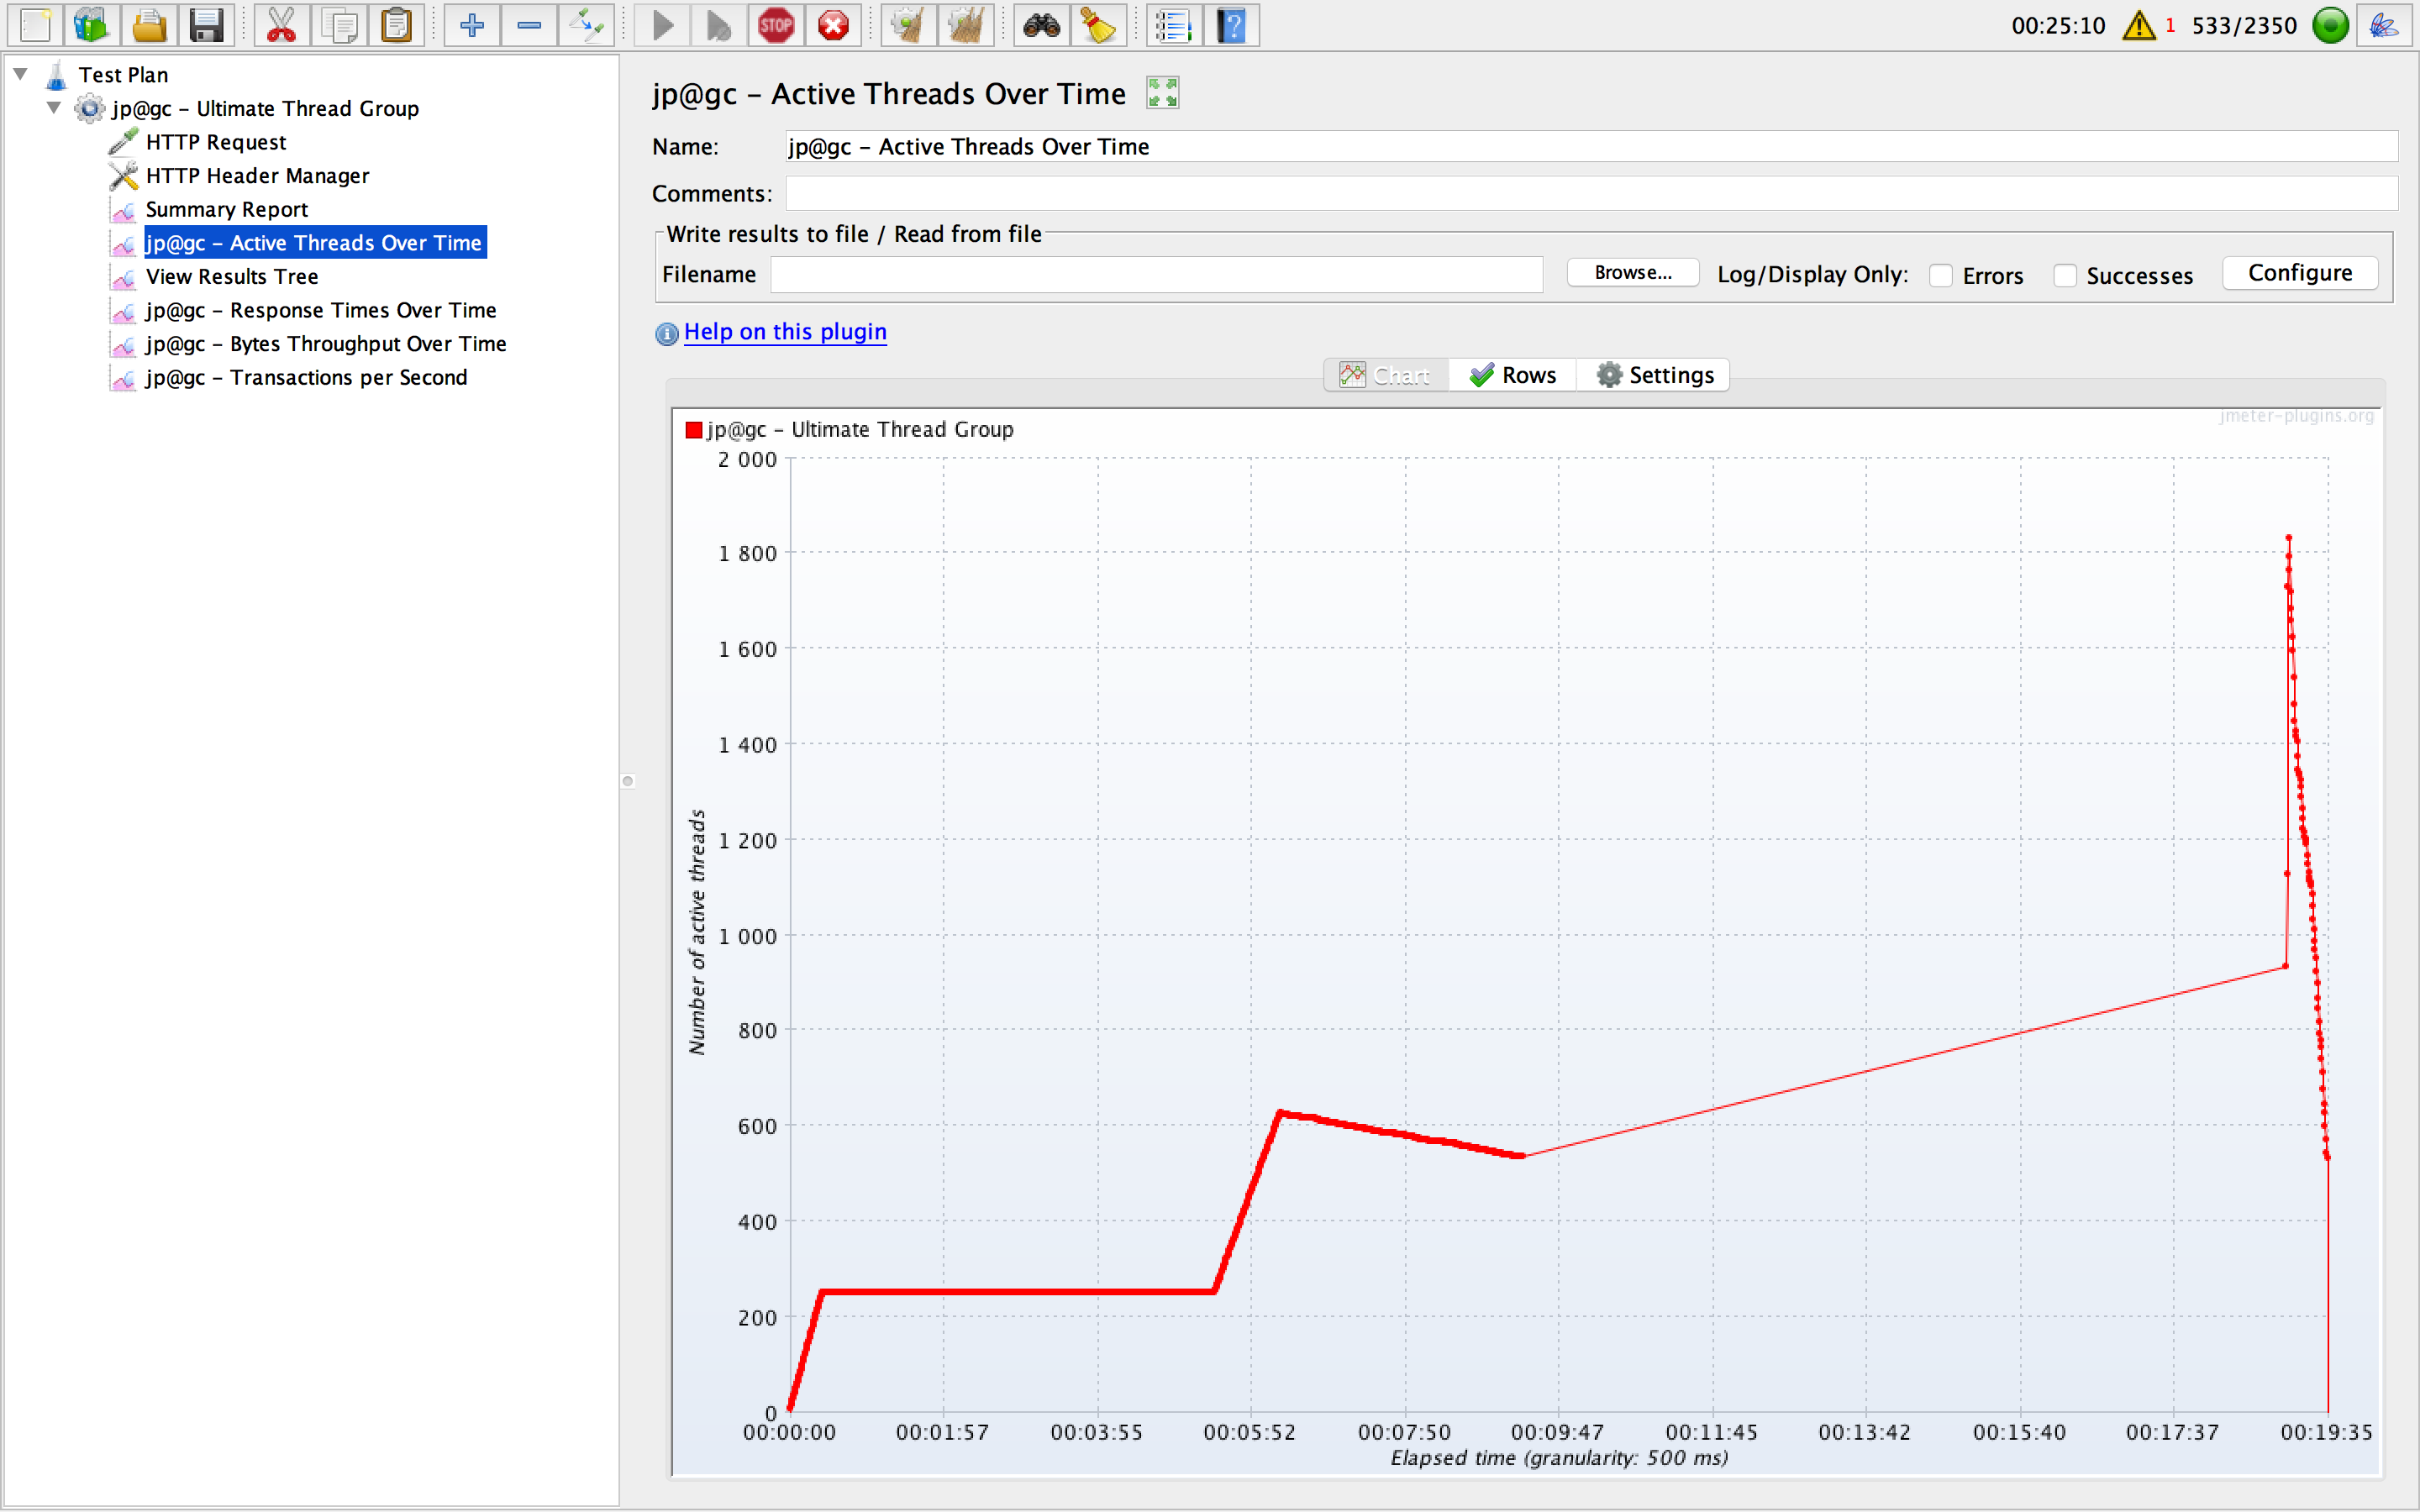 STOP
?
00:25:10 1 533/2350
Test Plan
jp@gc – Ultimate Thread Group
HTTP Request
HTTP Header Manager
Summary Report
jp@gc – Active Threads Over Time
View Results Tree
jp@gc – Response Times Over Time
jp@gc – Bytes Throughput Over Time
jp@gc – Transactions per Second
jp@gc – Active Threads Over Time
Name: jp@gc – Active Threads Over Time
Comments:
Write results to file / Read from file
Filename Browse... Log/Display Only: Errors Successes Configure
Help on this plugin
Chart Rows Settings
jmeter-plugins.org
jp@gc – Ultimate Thread Group
2 000
1 800
1 600
1 400
1 200
1 000
800
600
400
200
0
Number of active threads
00:00:00 00:01:57 00:03:55 00:05:52 00:07:50 00:09:47 00:11:45 00:13:42 00:15:40 00:17:37 00:19:35
Elapsed time (granularity: 500 ms)